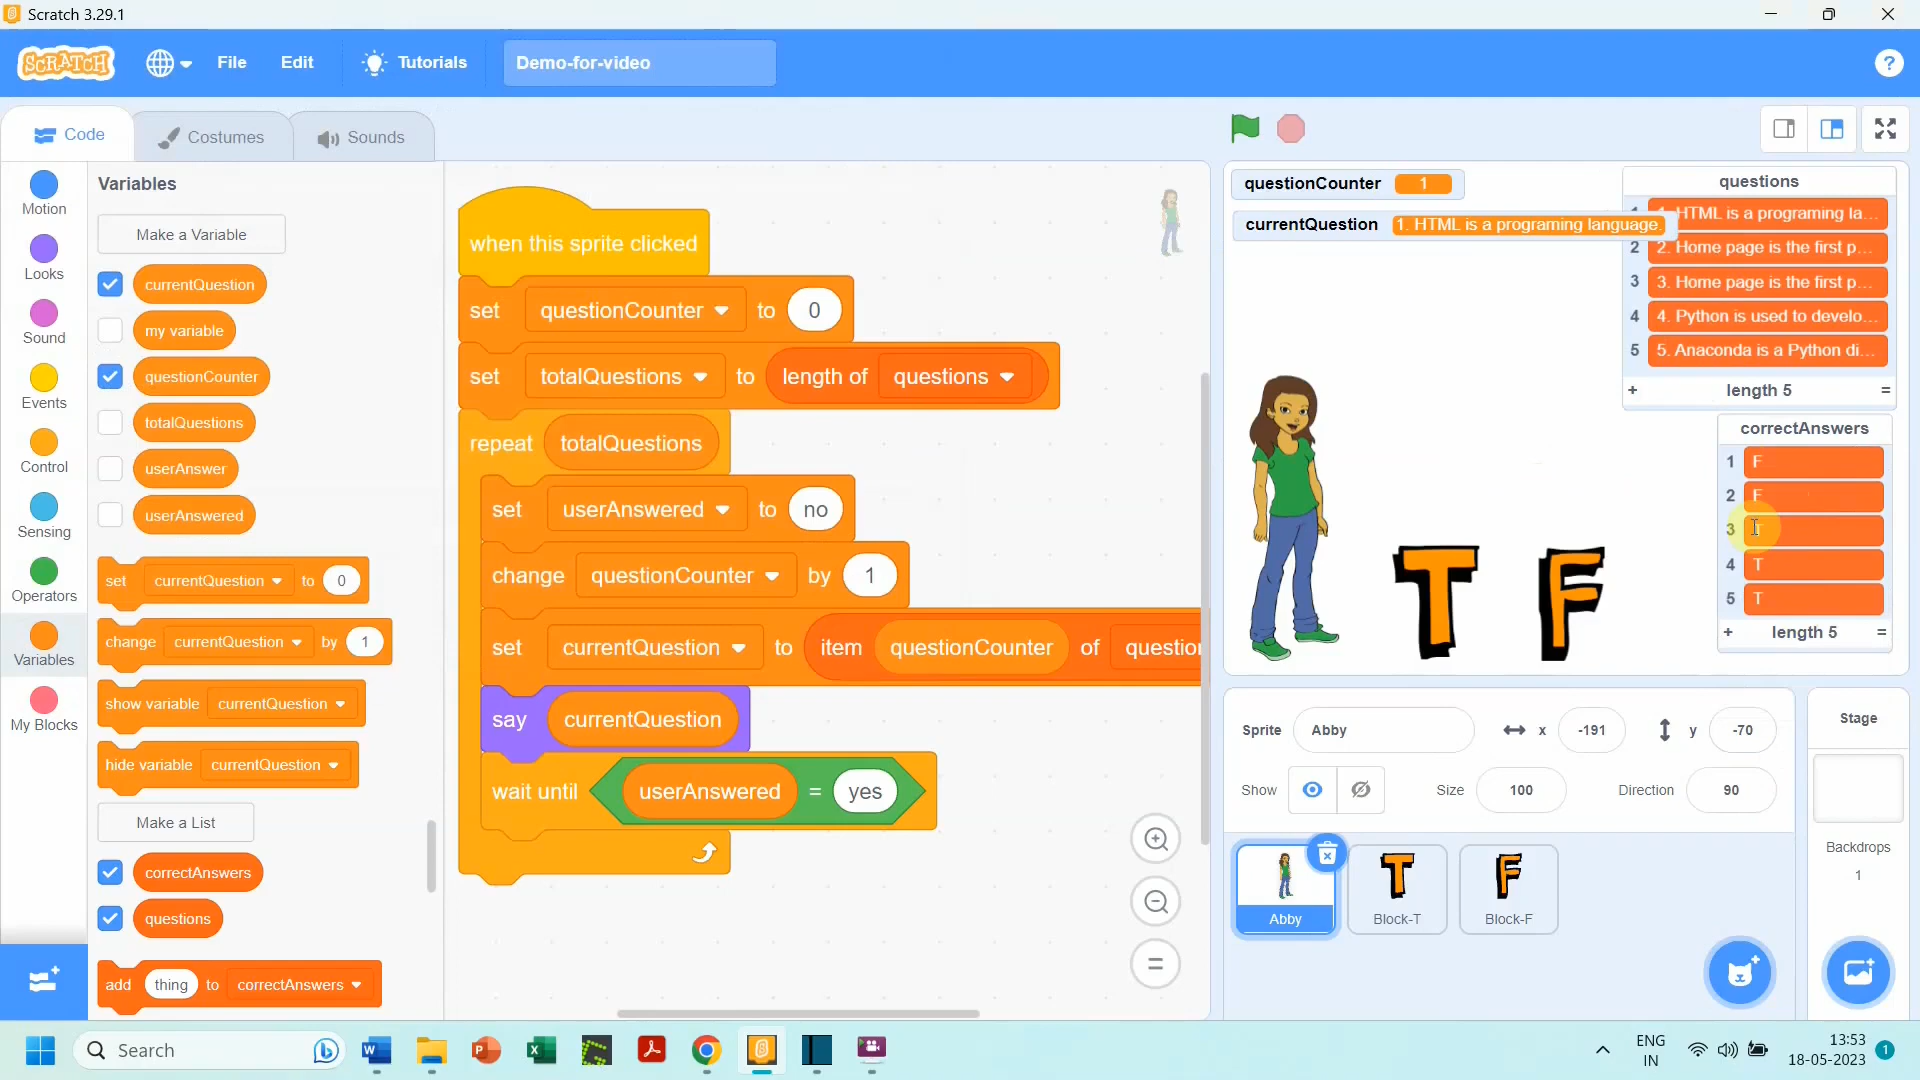 Scratch 3.29.1
SCRATCH File Edit Tutorials Demo-for-video ?
Code Costumes Sounds
Motion
Looks
Sound
Events
Control
Sensing
Operators
Variables
My Blocks
Variables
Make a Variable
currentQuestion
my variable
questionCounter
totalQuestions
userAnswer
userAnswered
set currentQuestion to 0
change currentQuestion by 1
show variable currentQuestion
hide variable currentQuestion
Make a List
correctAnswers
questions
add thing to correctAnswers
when this sprite clicked
set questionCounter to 0
set totalQuestions to length of questions
repeat totalQuestions
set userAnswered to no
change questionCounter by 1
set currentQuestion to item questionCounter of question
say currentQuestion
wait until userAnswered = yes
questionCounter 1
currentQuestion 1. HTML is a programing language.
questions
HTML is a programing la...
2 2. Home page is the first p...
3 3. Home page is the first p...
4 4. Python is used to develo...
5 5. Anaconda is a Python di...
+ length 5 =
correctAnswers
1 F
2 F
3
4 T
5 T
+ length 5 =
T F
Sprite Abby x -191 y -70
Show Size 100 Direction 90
Abby
T
Block-T
F
Block-F
Stage
Backdrops
1
Search
ENG
IN
13:53
18-05-2023
1